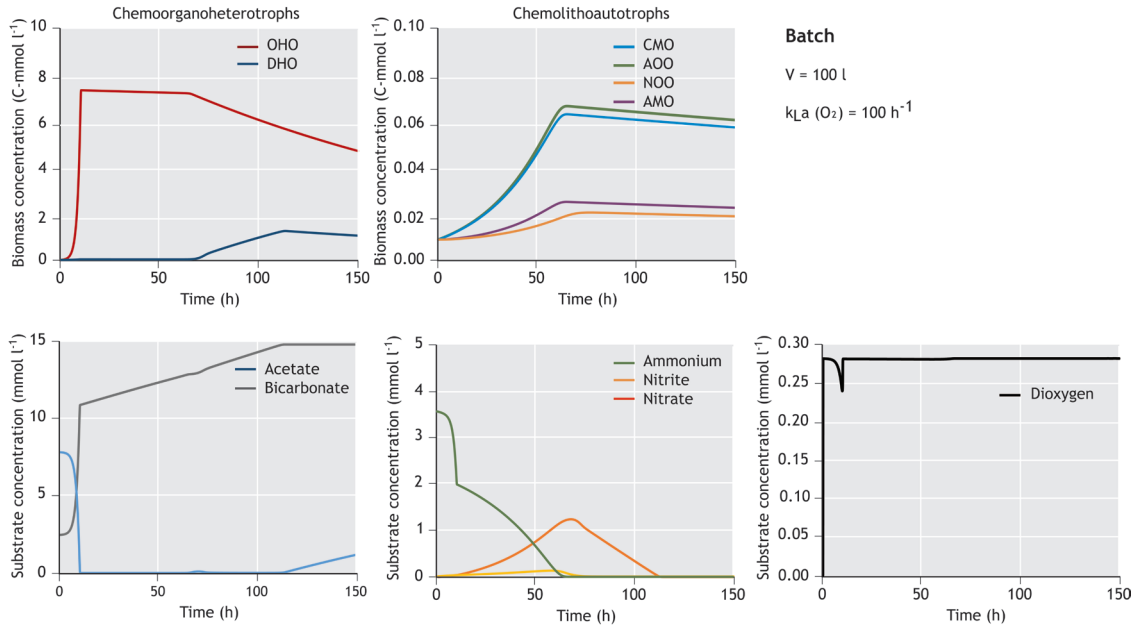 Chemoorganoheterotrophs
Biomass concentration (C-mmol l⁻¹)
10
8
6
4
2
0
OHO
DHO
0
50
100
150
Time (h)
Chemolithoautotrophs
Biomass concentration (C-mmol l⁻¹)
0.10
0.08
0.06
0.04
0.02
0.00
CMO
AOO
NOO
AMO
0
50
100
150
Time (h)
Batch
V = 100 l
kLa (O₂) = 100 h⁻¹
Substrate concentration (mmol l⁻¹)
15
10
5
0
Acetate
Bicarbonate
0
50
100
150
Time (h)
Substrate concentration (mmol l⁻¹)
5
4
3
2
1
0
Ammonium
Nitrite
Nitrate
0
50
100
150
Time (h)
Substrate concentration (mmol l⁻¹)
0.30
0.25
0.20
0.15
0.10
0.05
0.00
Dioxygen
0
50
100
150
Time (h)